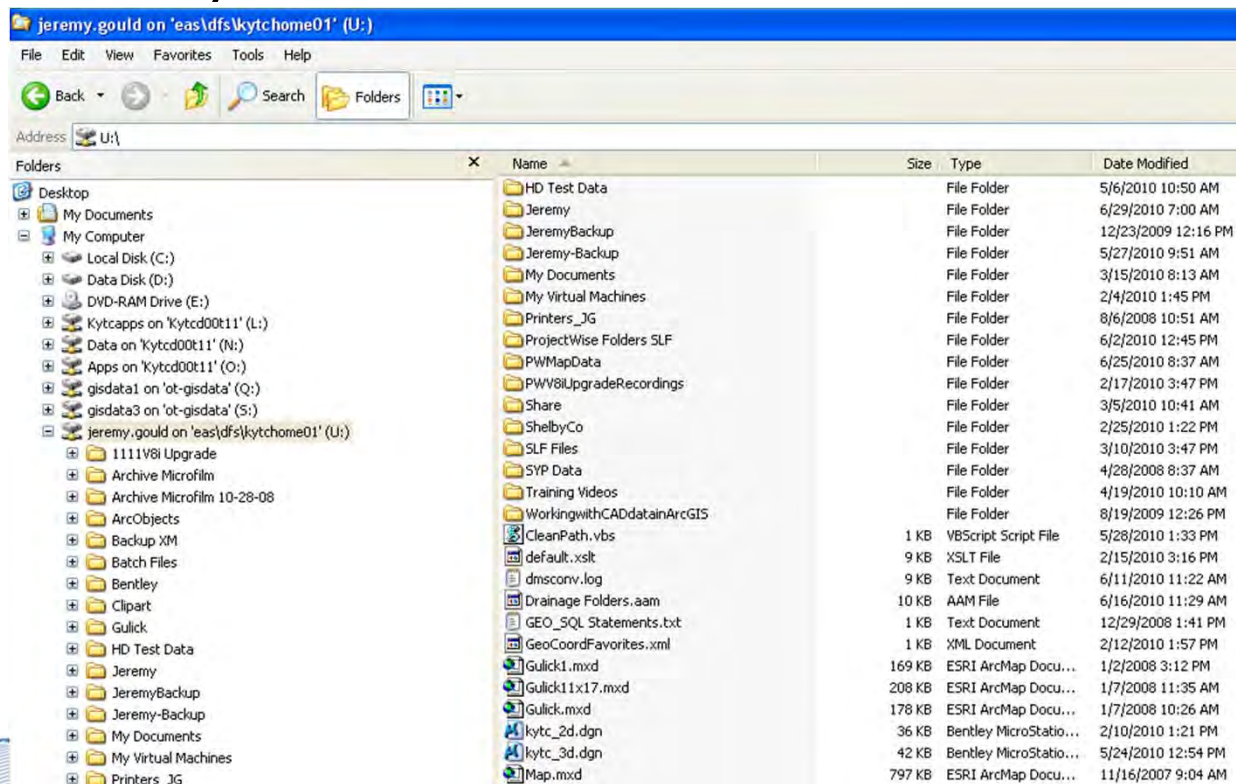 jeremy.gould on 'eas\dfs\kytchome01' (U:)
File Edit View Favorites Tools Help
Back Search Folders
Address U:\
Folders Name Size Type Date Modified
Desktop
My Documents
My Computer
Local Disk (C:)
Data Disk (D:)
DVD-RAM Drive (E:)
Kytcapps on 'Kytcd00t11' (L:)
Data on 'Kytcd00t11' (N:)
Apps on 'Kytcd00t11' (O:)
gisdata1 on 'ot-gisdata' (Q:)
gisdata3 on 'ot-gisdata' (S:)
jeremy.gould on 'eas\dfs\kytchome01' (U:)
1111V8i Upgrade
Archive Microfilm
Archive Microfilm 10-28-08
ArcObjects
Backup XM
Batch Files
Bentley
Clipart
Gulick
HD Test Data
Jeremy
JeremyBackup
Jeremy-Backup
My Documents
My Virtual Machines
Printers_JG
HD Test Data File Folder 5/6/2010 10:50 AM
Jeremy File Folder 6/29/2010 7:00 AM
JeremyBackup File Folder 12/23/2009 12:16 PM
Jeremy-Backup File Folder 5/27/2010 9:51 AM
My Documents File Folder 3/15/2010 8:13 AM
My Virtual Machines File Folder 2/4/2010 1:45 PM
Printers_JG File Folder 8/6/2008 10:51 AM
ProjectWise Folders SLF File Folder 6/2/2010 12:45 PM
PWMapData File Folder 6/25/2010 8:37 AM
PWV8iUpgradeRecordings File Folder 2/17/2010 3:47 PM
Share File Folder 3/5/2010 10:41 AM
ShelbyCo File Folder 2/25/2010 1:22 PM
SLF Files File Folder 3/10/2010 3:47 PM
SYP Data File Folder 4/28/2008 8:37 AM
Training Videos File Folder 4/19/2010 10:10 AM
WorkingwithCADdatainArcGIS File Folder 8/19/2009 12:26 PM
CleanPath.vbs 1 KB VBScript Script File 5/28/2010 1:33 PM
default.xslt 9 KB XSLT File 2/15/2010 3:16 PM
dmsconv.log 9 KB Text Document 6/11/2010 11:22 AM
Drainage Folders.aam 10 KB AAM File 6/16/2010 11:29 AM
GEO_SQL Statements.txt 1 KB Text Document 12/29/2008 1:41 PM
GeoCoordFavorites.xml 1 KB XML Document 2/12/2010 1:57 PM
Gulick1.mxd 169 KB ESRI ArcMap Docu... 1/2/2008 3:12 PM
Gulick11x17.mxd 208 KB ESRI ArcMap Docu... 1/7/2008 11:35 AM
Gulick.mxd 178 KB ESRI ArcMap Docu... 1/7/2008 10:26 AM
kytc_2d.dgn 36 KB Bentley MicroStatio... 2/10/2010 1:21 PM
kytc_3d.dgn 42 KB Bentley MicroStatio... 5/24/2010 12:54 PM
Map.mxd 797 KB ESRI ArcMap Docu... 11/16/2007 9:04 AM